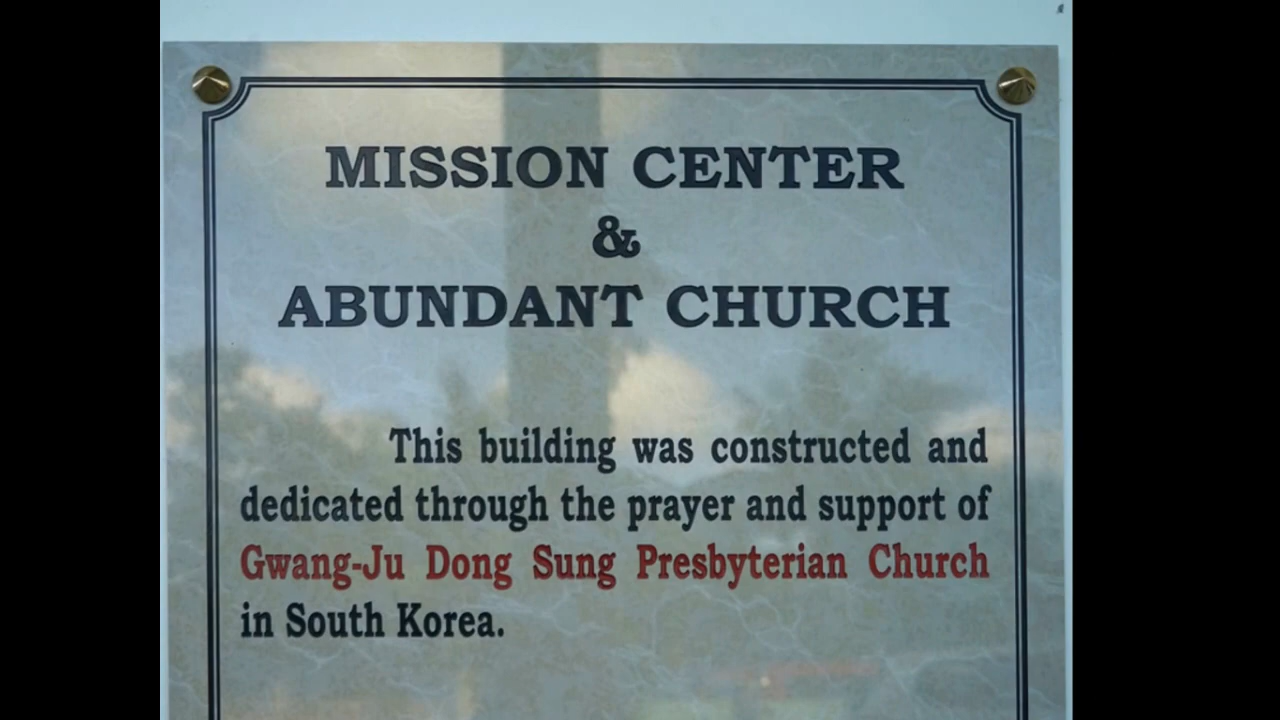 MISSION CENTER
&
ABUNDANT CHURCH
This building was constructed and
dedicated through the prayer and support of
Gwang-Ju Dong Sung Presbyterian Church
in South Korea.